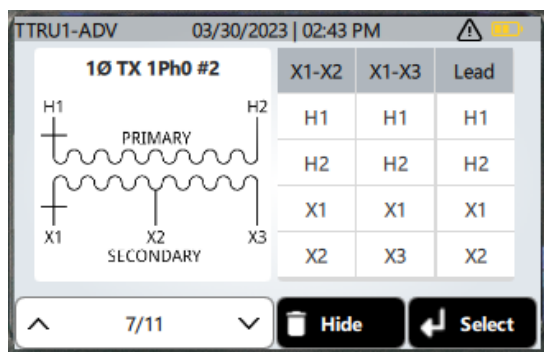 TTRU1-ADV 03/30/2023 | 02:43 PM
1Ø TX 1Ph0 #2
H1 H2
PRIMARY
X1 X2 X3
SECONDARY
X1-X2 X1-X3 Lead
H1 H1 H1
H2 H2 H2
X1 X1 X1
X2 X3 X2
7/11 Hide Select